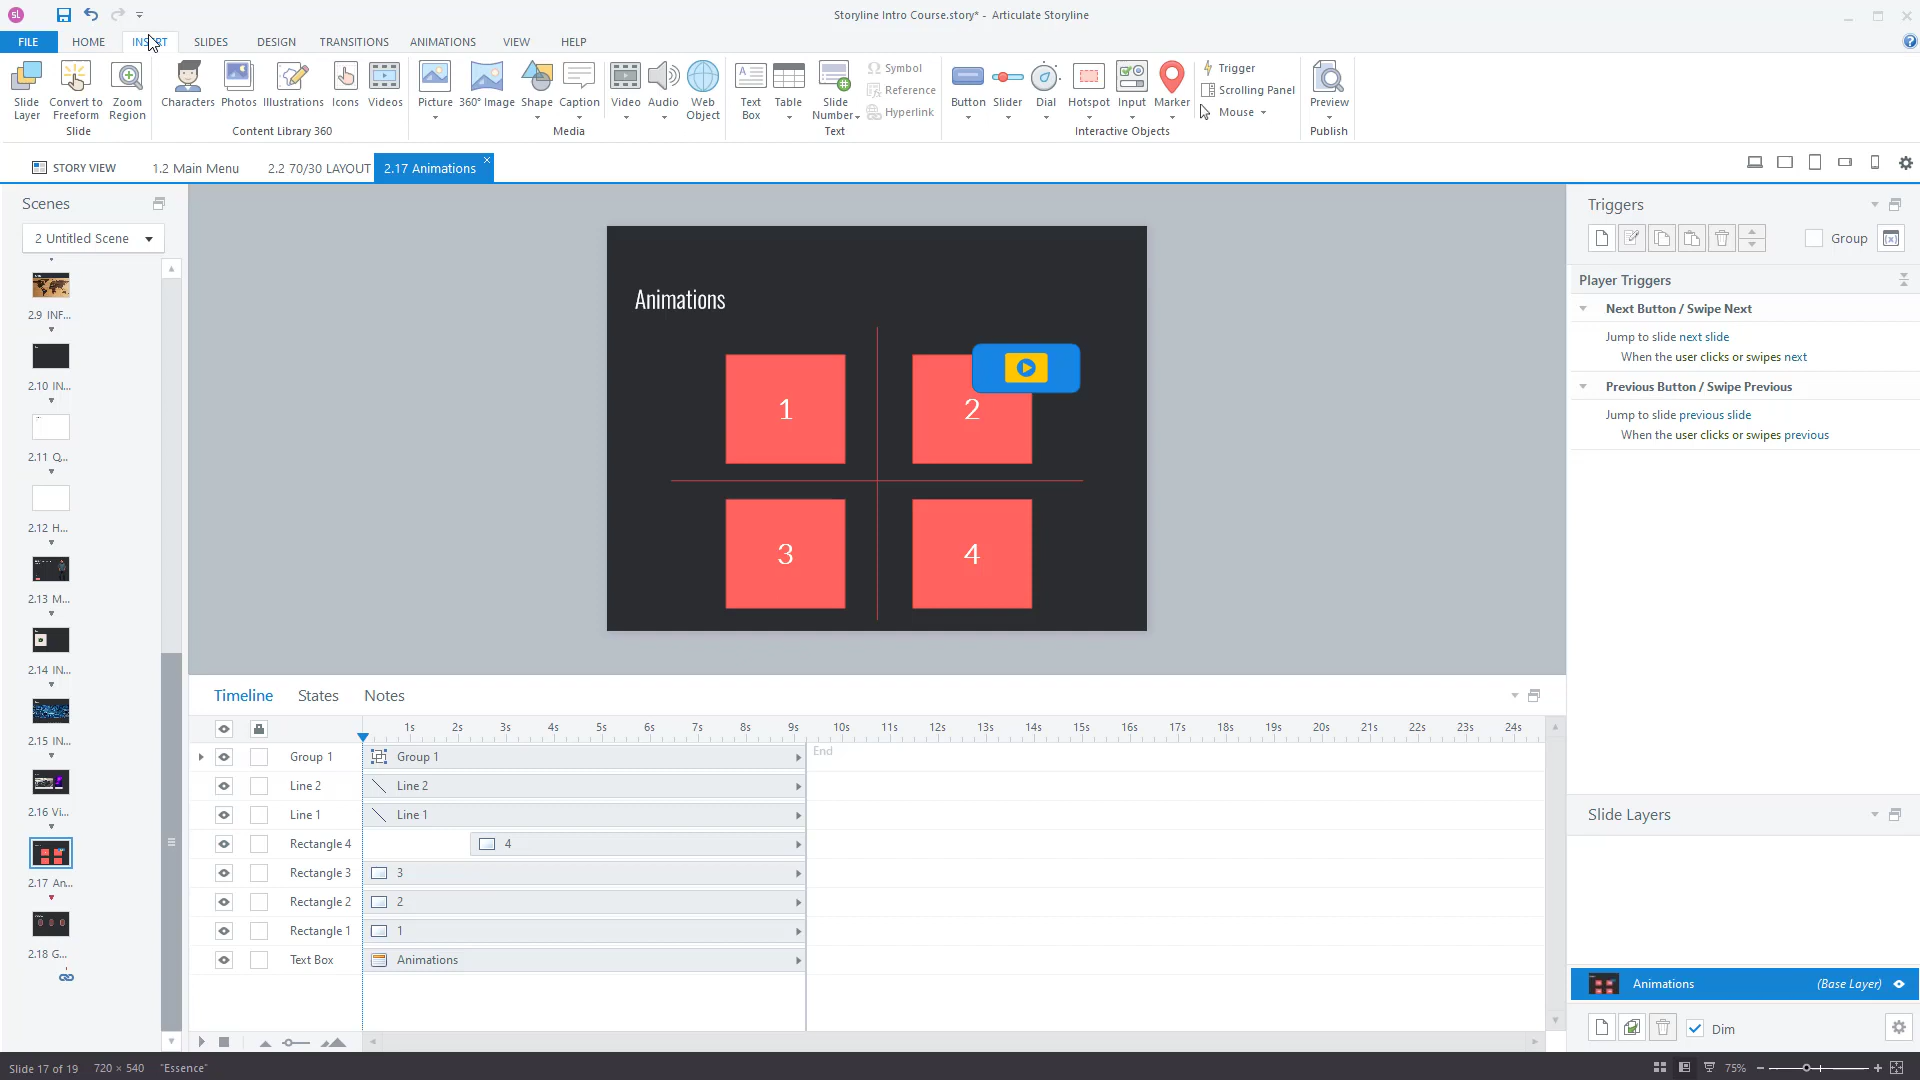 sl
Storyline Intro Course.story* - Articulate Storyline
FILE HOME INSERT SLIDES DESIGN TRANSITIONS ANIMATIONS VIEW HELP
Slide Layer
Convert to Freeform
Zoom Region
Slide
Characters
Photos
Illustrations
Icons
Videos
Content Library 360
Picture
360° Image
Shape
Caption
Video
Audio
Web Object
Media
Text Box
Table
Slide Number
Symbol
Reference
Hyperlink
Text
Button
Slider
Dial
Hotspot
Input
Marker
Trigger
Scrolling Panel
Mouse
Interactive Objects
Preview
Publish
STORY VIEW 1.2 Main Menu 2.2 70/30 LAYOUT 2.17 Animations
Scenes
2 Untitled Scene
2.9 INF...
2.10 IN...
2.11 Q...
2.12 H...
2.13 M...
2.14 IN...
2.15 IN...
2.16 Vi...
2.17 An...
2.18 G...
Animations
1
2
3
4
Triggers
Group
Player Triggers
Next Button / Swipe Next
Jump to slide next slide
When the user clicks or swipes next
Previous Button / Swipe Previous
Jump to slide previous slide
When the user clicks or swipes previous
Timeline States Notes
1s 2s 3s 4s 5s 6s 7s 8s 9s 10s 11s 12s 13s 14s 15s 16s 17s 18s 19s 20s 21s 22s 23s 24s
Group 1 Group 1 End
Line 2 Line 2
Line 1 Line 1
Rectangle 4 4
Rectangle 3 3
Rectangle 2 2
Rectangle 1 1
Text Box Animations
Slide Layers
Animations (Base Layer)
Dim
Slide 17 of 19 720 × 540 "Essence" 75%